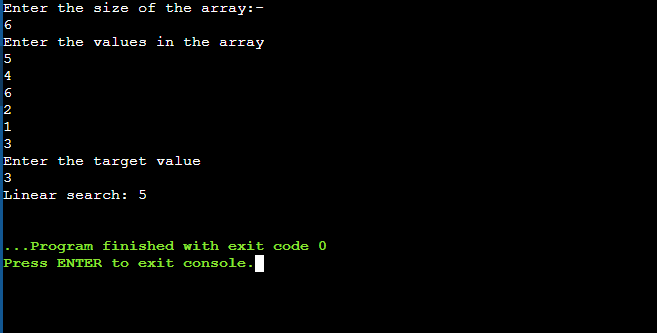 Enter the size of the array:-
6
Enter the values in the array
5
4
6
2
1
3
Enter the target value
3
Linear search: 5
...Program finished with exit code 0
Press ENTER to exit console.